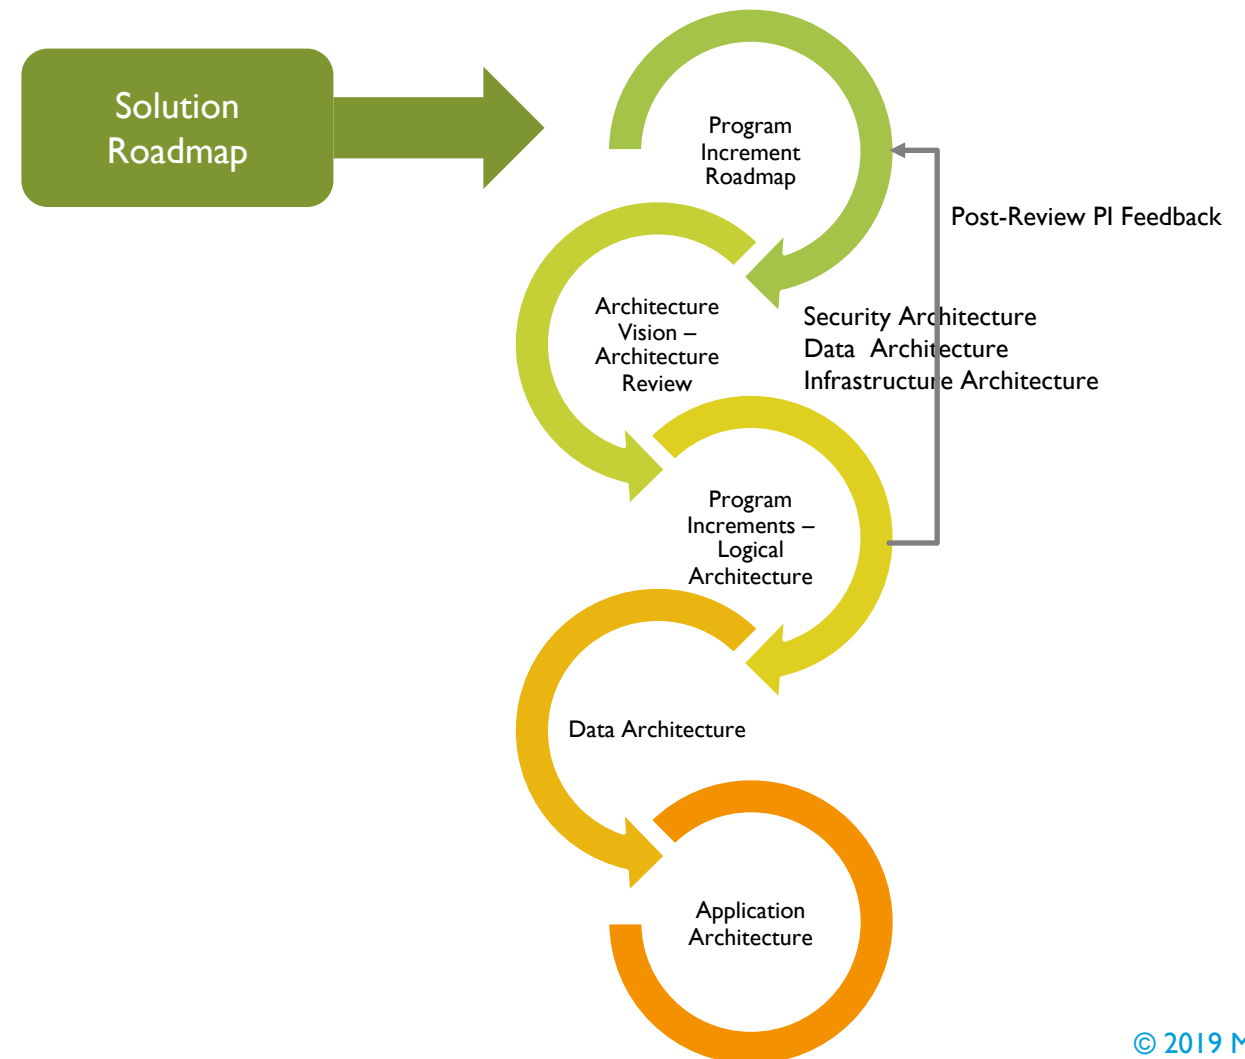 Solution
Roadmap
Program
Increment
Roadmap
Post-Review PI Feedback
Architecture
Vision –
Architecture
Review
Security Architecture
Data  Architecture
Infrastructure Architecture
Program
Increments –
Logical
Architecture
Data Architecture
Application
Architecture
© 2019 M